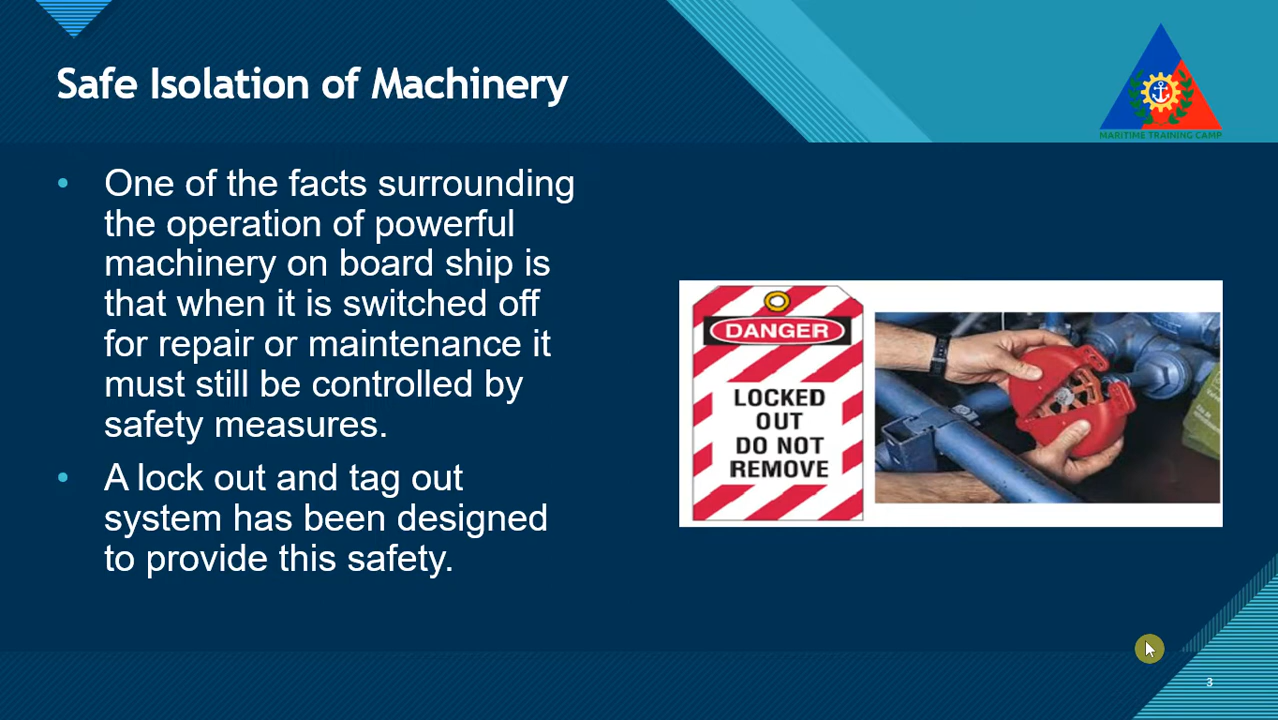 Safe Isolation of Machinery
MARITIME TRAINING CAMP
• One of the facts surrounding
the operation of powerful
machinery on board ship is
that when it is switched off
for repair or maintenance it
must still be controlled by
safety measures.
• A lock out and tag out
system has been designed
to provide this safety.
DANGER
LOCKED
OUT
DO NOT
REMOVE
3